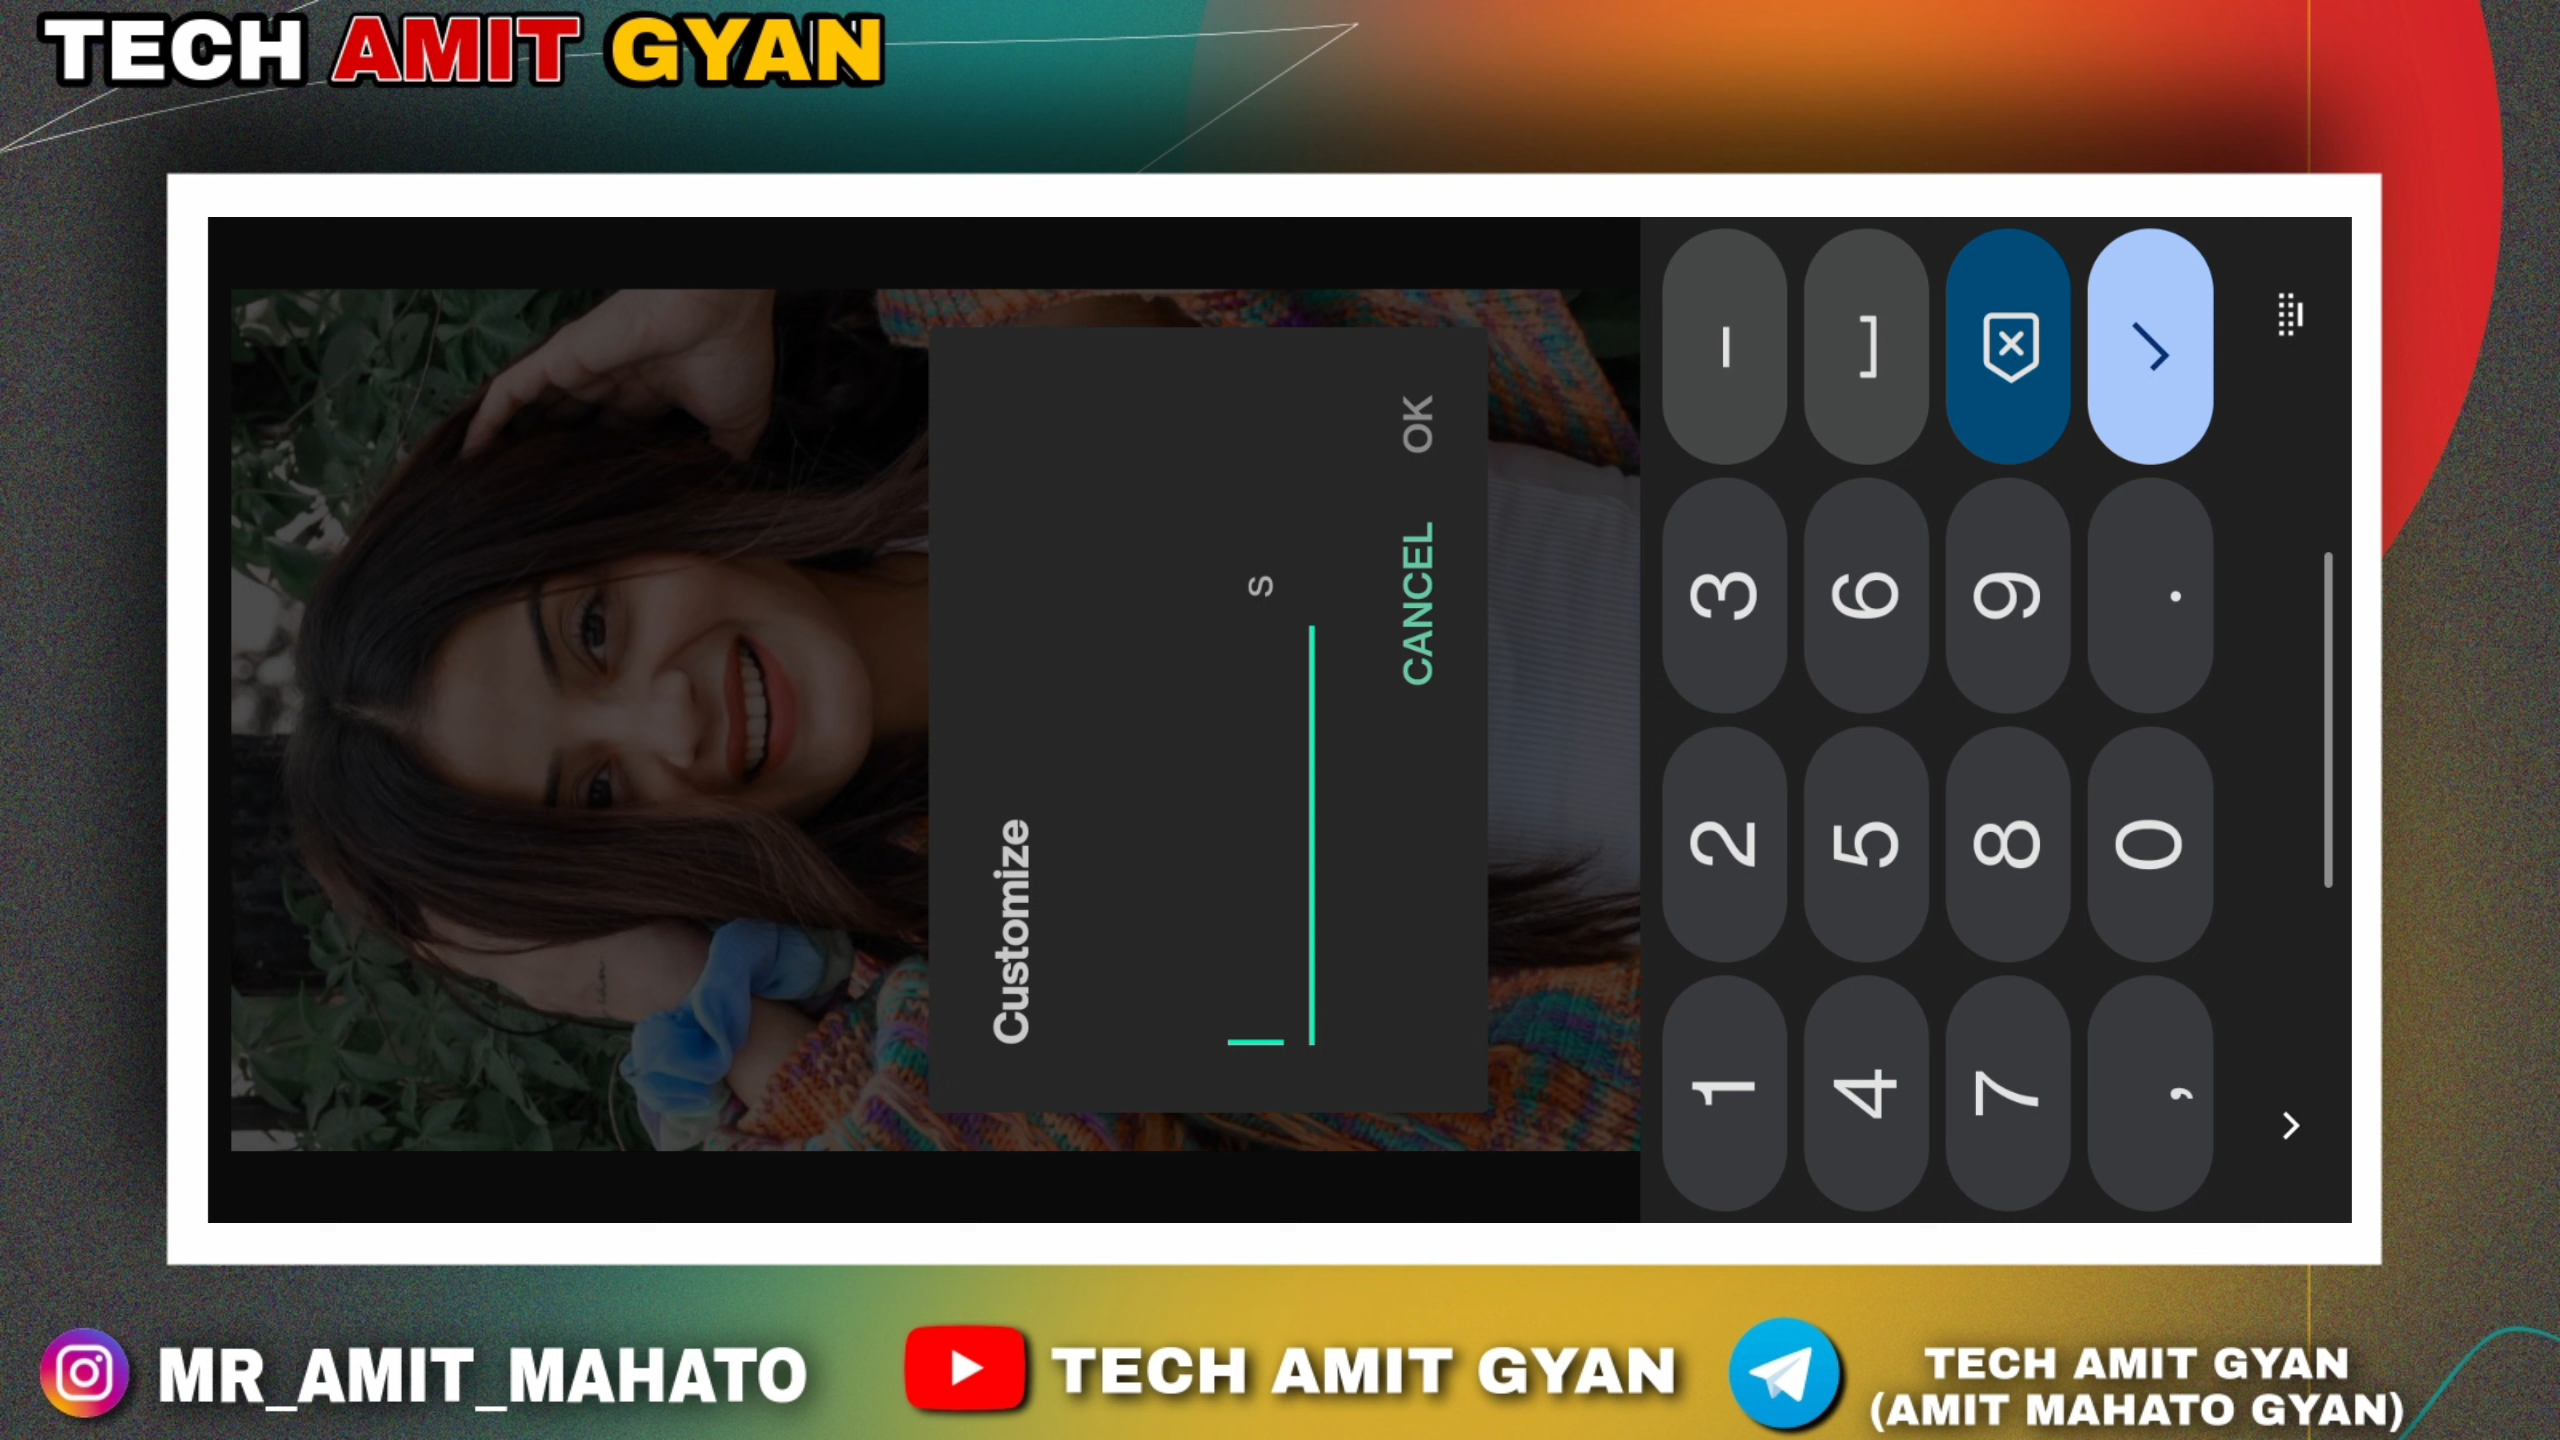 TECH AMIT GYAN
Customize
s
CANCEL OK
1 2 3 -
4 5 6
7 8 9
, 0 .
MR_AMIT_MAHATO
TECH AMIT GYAN
TECH AMIT GYAN
(AMIT MAHATO GYAN)